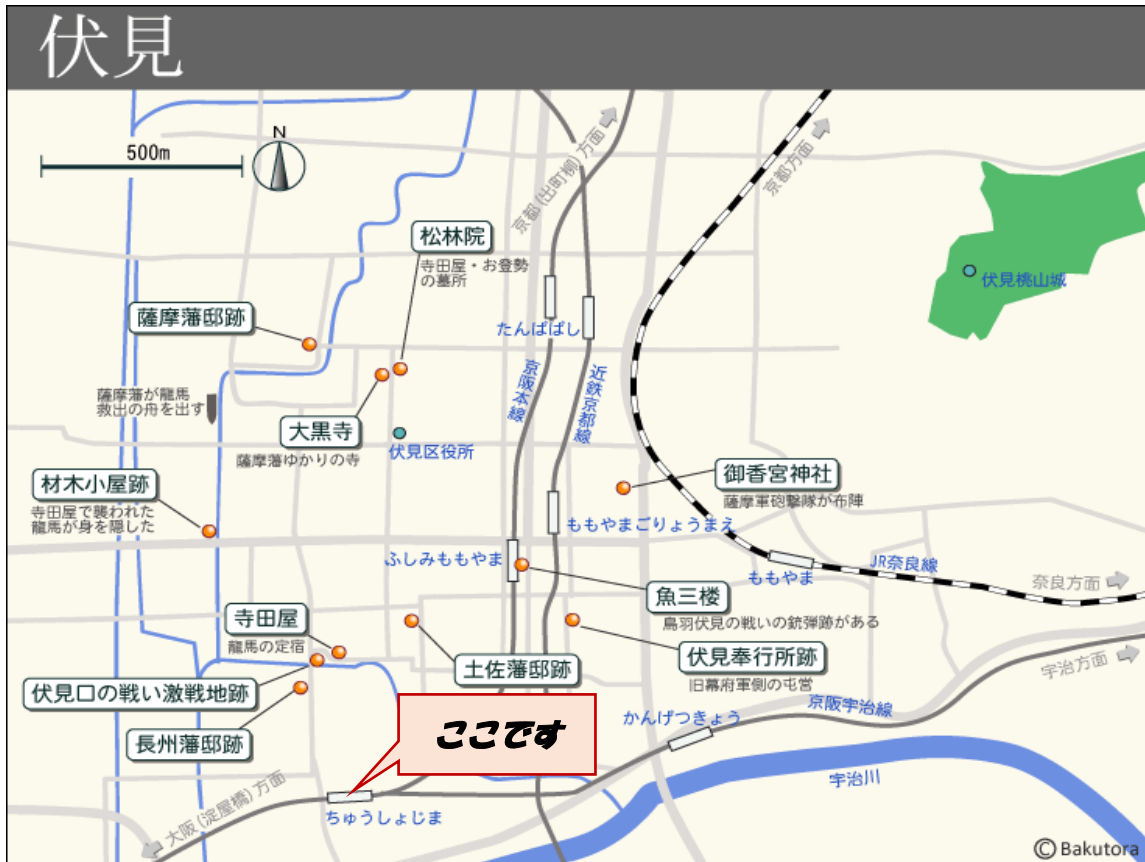 伏見
500m
N
京都(出町柳)方面
京都方面
松林院
寺田屋・お登勢
の墓所
伏見桃山城
薩摩藩邸跡
たんばばし
京阪本線
近鉄京都線
薩摩藩が龍馬
救出の舟を出す
大黒寺
薩摩藩ゆかりの寺
伏見区役所
材木小屋跡
寺田屋で襲われた
龍馬が身を隠した
御香宮神社
薩摩軍砲撃隊が布陣
ももやまごりょうまえ
ふしみももやま
ももやま
JR奈良線
奈良方面
魚三楼
鳥羽伏見の戦いの銃弾跡がある
寺田屋
龍馬の定宿
土佐藩邸跡
伏見奉行所跡
旧幕府軍側の屯営
宇治方面
伏見口の戦い激戦地跡
長州藩邸跡
ここです
かんげつきょう
京阪宇治線
宇治川
大阪(淀屋橋)方面
ちゅうしょじま
© Bakutora